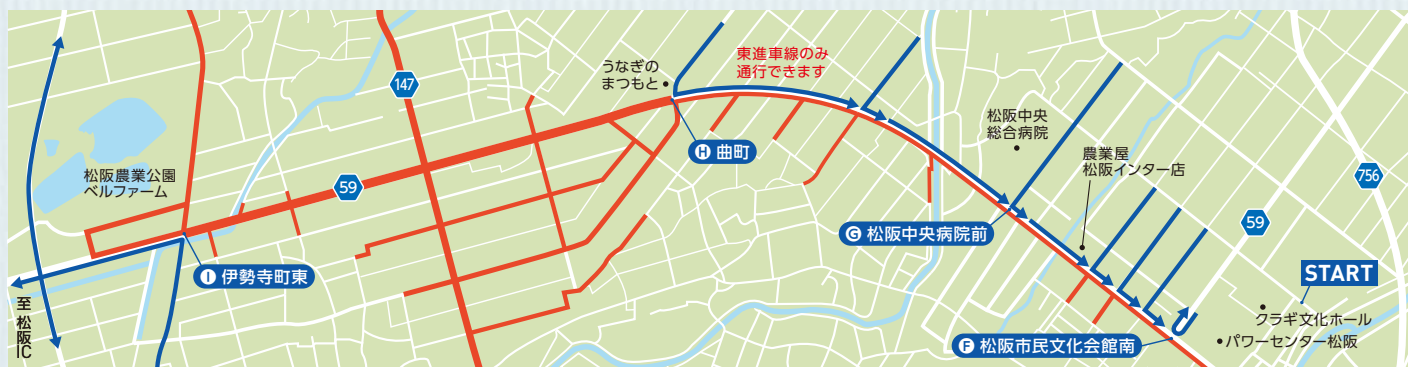 147
うなぎの
まつもと
東進車線のみ
通行できます
松阪中央
総合病院
農業屋
松阪インター店
756
松阪農業公園
ベルファーム
59
H 曲町
G 松阪中央病院前
59
I 伊勢寺町東
START
至 松阪IC
クラギ文化ホール
F 松阪市民文化会館南
パワーセンター松阪